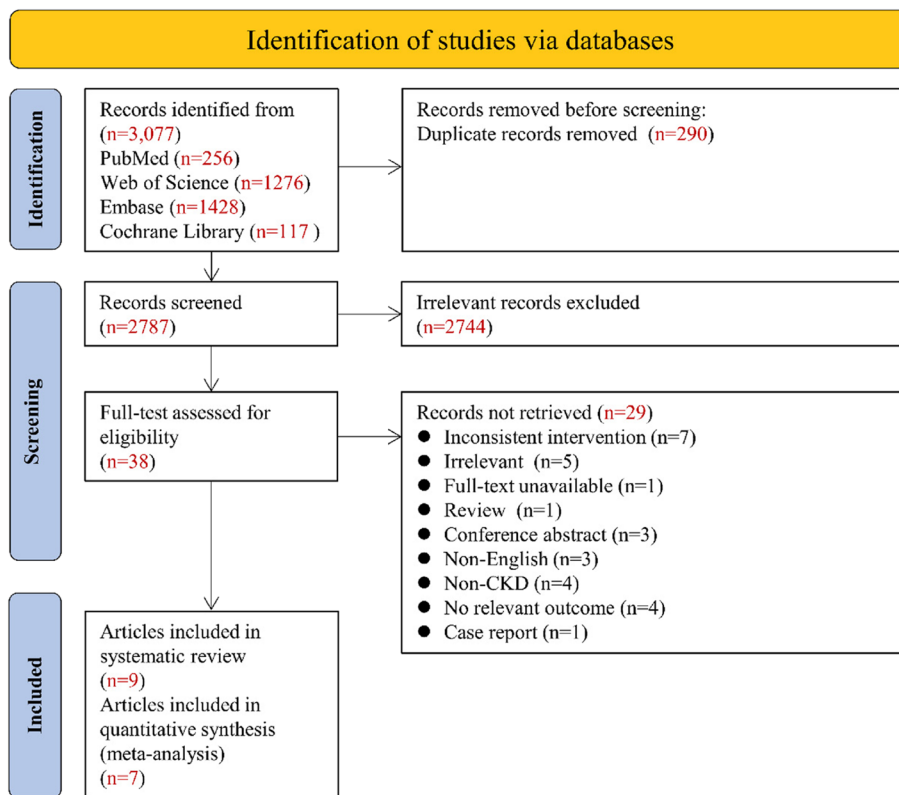 Identification of studies via databases
Identification
Records identified from
(n=3,077)
PubMed (n=256)
Web of Science (n=1276)
Embase (n=1428)
Cochrane Library (n=117 )
Records removed before screening:
Duplicate records removed (n=290)
Screening
Records screened
(n=2787)
Irrelevant records excluded
(n=2744)
Full-test assessed for
eligibility
(n=38)
Records not retrieved (n=29)
● Inconsistent intervention (n=7)
● Irrelevant (n=5)
● Full-text unavailable (n=1)
● Review (n=1)
● Conference abstract (n=3)
● Non-English (n=3)
● Non-CKD (n=4)
● No relevant outcome (n=4)
● Case report (n=1)
Included
Articles included in
systematic review
(n=9)
Articles included in
quantitative synthesis
(meta-analysis)
(n=7)